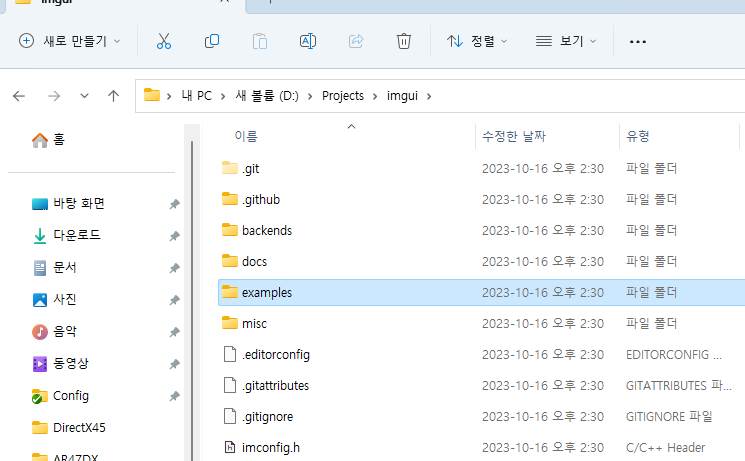 imgui
새로 만들기
정렬
보기
내 PC > 새 볼륨 (D:) > Projects > imgui >
홈
바탕 화면
다운로드
문서
사진
음악
동영상
Config
DirectX45
AR47DX
이름 수정한 날짜 유형
.git 2023-10-16 오후 2:30 파일 폴더
.github 2023-10-16 오후 2:30 파일 폴더
backends 2023-10-16 오후 2:30 파일 폴더
docs 2023-10-16 오후 2:30 파일 폴더
examples 2023-10-16 오후 2:30 파일 폴더
misc 2023-10-16 오후 2:30 파일 폴더
.editorconfig 2023-10-16 오후 2:30 EDITORCONFIG ...
.gitattributes 2023-10-16 오후 2:30 GITATTRIBUTES 파...
.gitignore 2023-10-16 오후 2:30 GITIGNORE 파일
imconfig.h 2023-10-16 오후 2:30 C/C++ Header